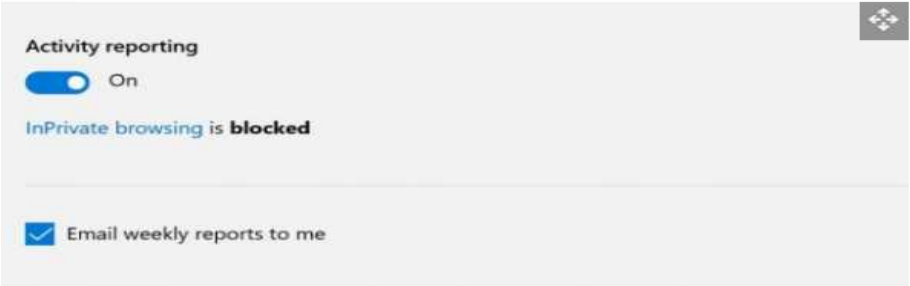 Activity reporting
On
InPrivate browsing is blocked
Email weekly reports to me